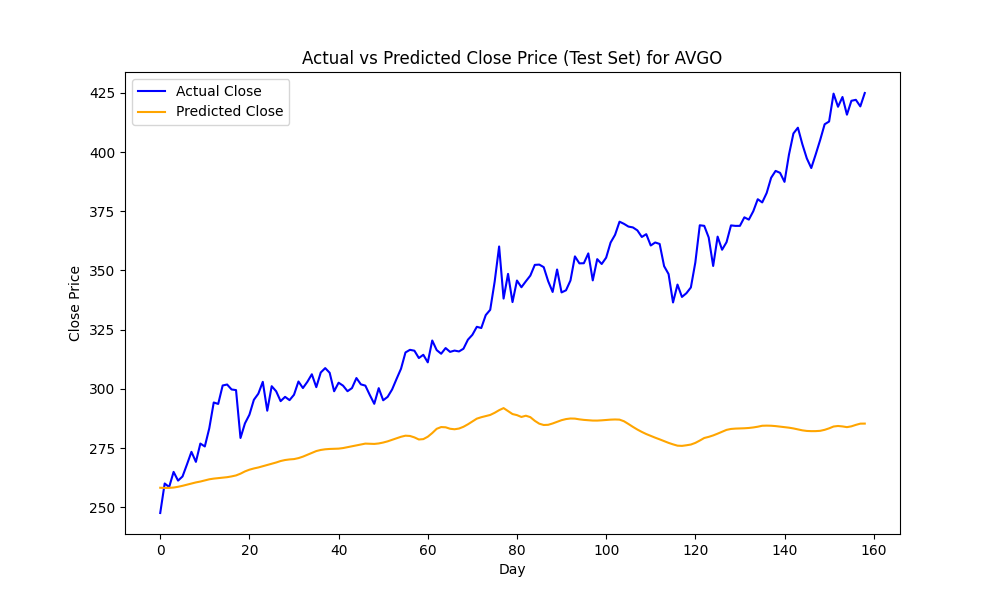 Actual vs Predicted Close Price (Test Set) for AVGO
Actual Close
Predicted Close
425
400
375
350
325
300
275
250
Close Price
0 20 40 60 80 100 120 140 160
Day